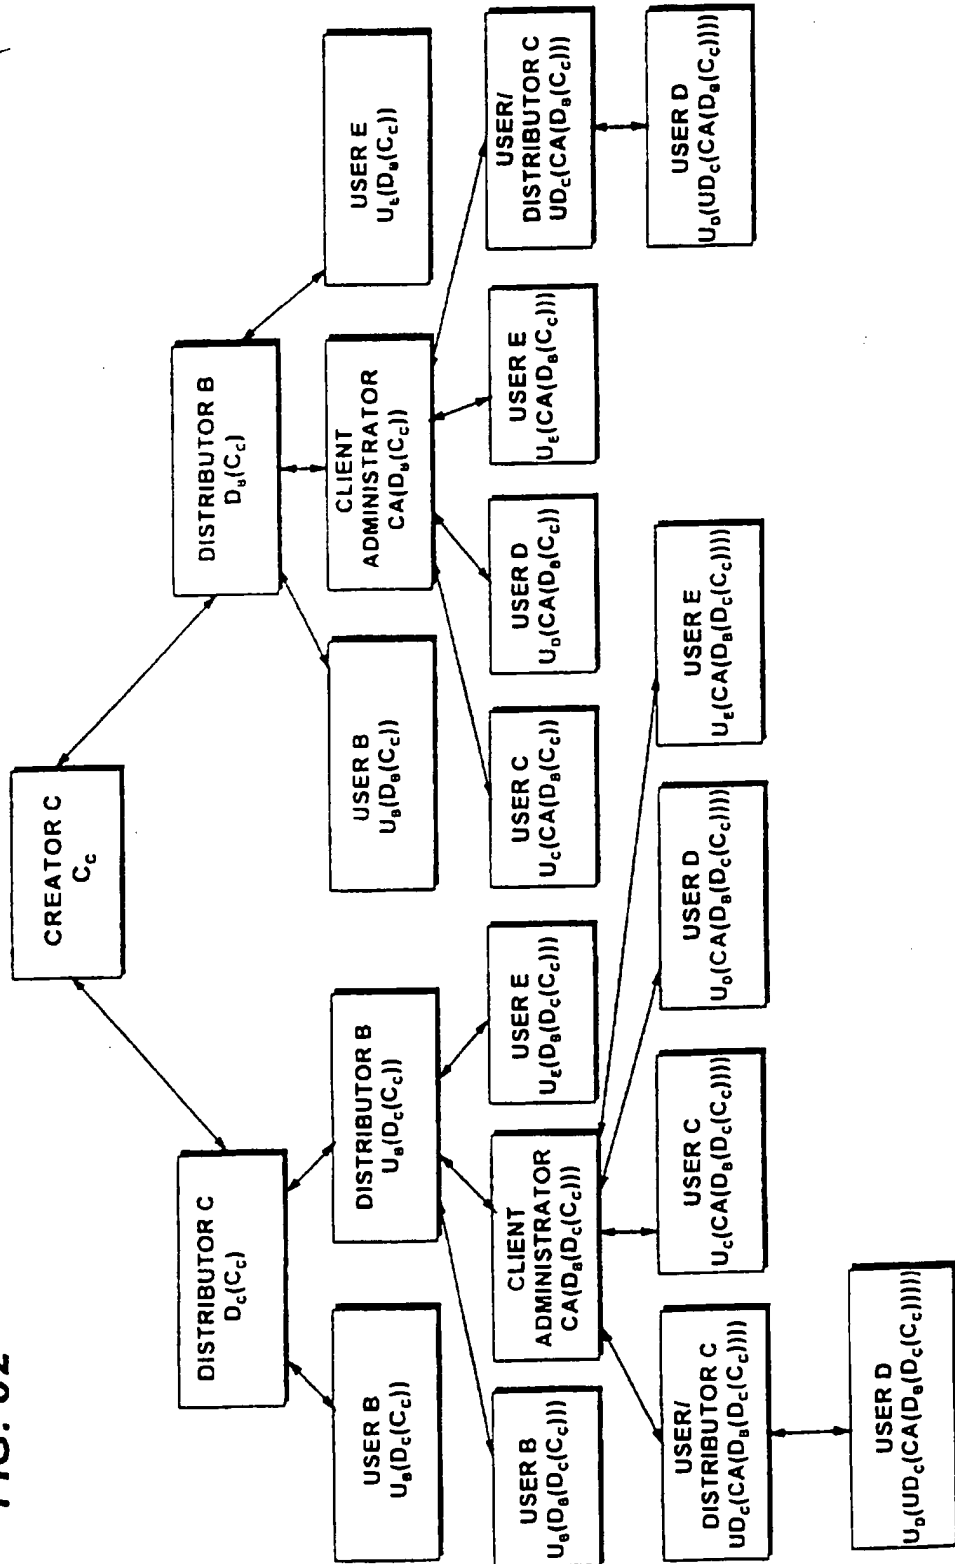 FIG. 82
CREATOR C
C_C
DISTRIBUTOR C
D_C(C_C)
DISTRIBUTOR B
D_B(C_C)
USER B
U_B(D_C(C_C))
DISTRIBUTOR B
U_B(D_C(C_C))
USER B
U_B(D_B(C_C))
CLIENT
ADMINISTRATOR
CA(D_B(C_C))
USER E
U_E(D_B(C_C))
USER B
U_B(D_B(D_C(C_C)))
CLIENT
ADMINISTRATOR
CA(D_B(D_C(C_C)))
USER E
U_E(D_B(D_C(C_C)))
USER C
U_C(CA(D_B(C_C))
USER D
U_D(CA(D_B(C_C))
USER E
U_E(CA(D_B(C_C)))
USER/
DISTRIBUTOR C
UD_C(CA(D_B(C_C)))
USER/
DISTRIBUTOR C
UD_C(CA(D_B(D_C(C_C))))
USER C
U_C(CA(D_B(D_C(C_C))))
USER D
U_D(CA(D_B(D_C(C_C))))
USER E
U_E(CA(D_B(D_C(C_C))))
USER D
U_D(UD_C(CA(D_B(C_C))))
USER D
U_D(UD_C(CA(D_B(D_C(C_C)))))